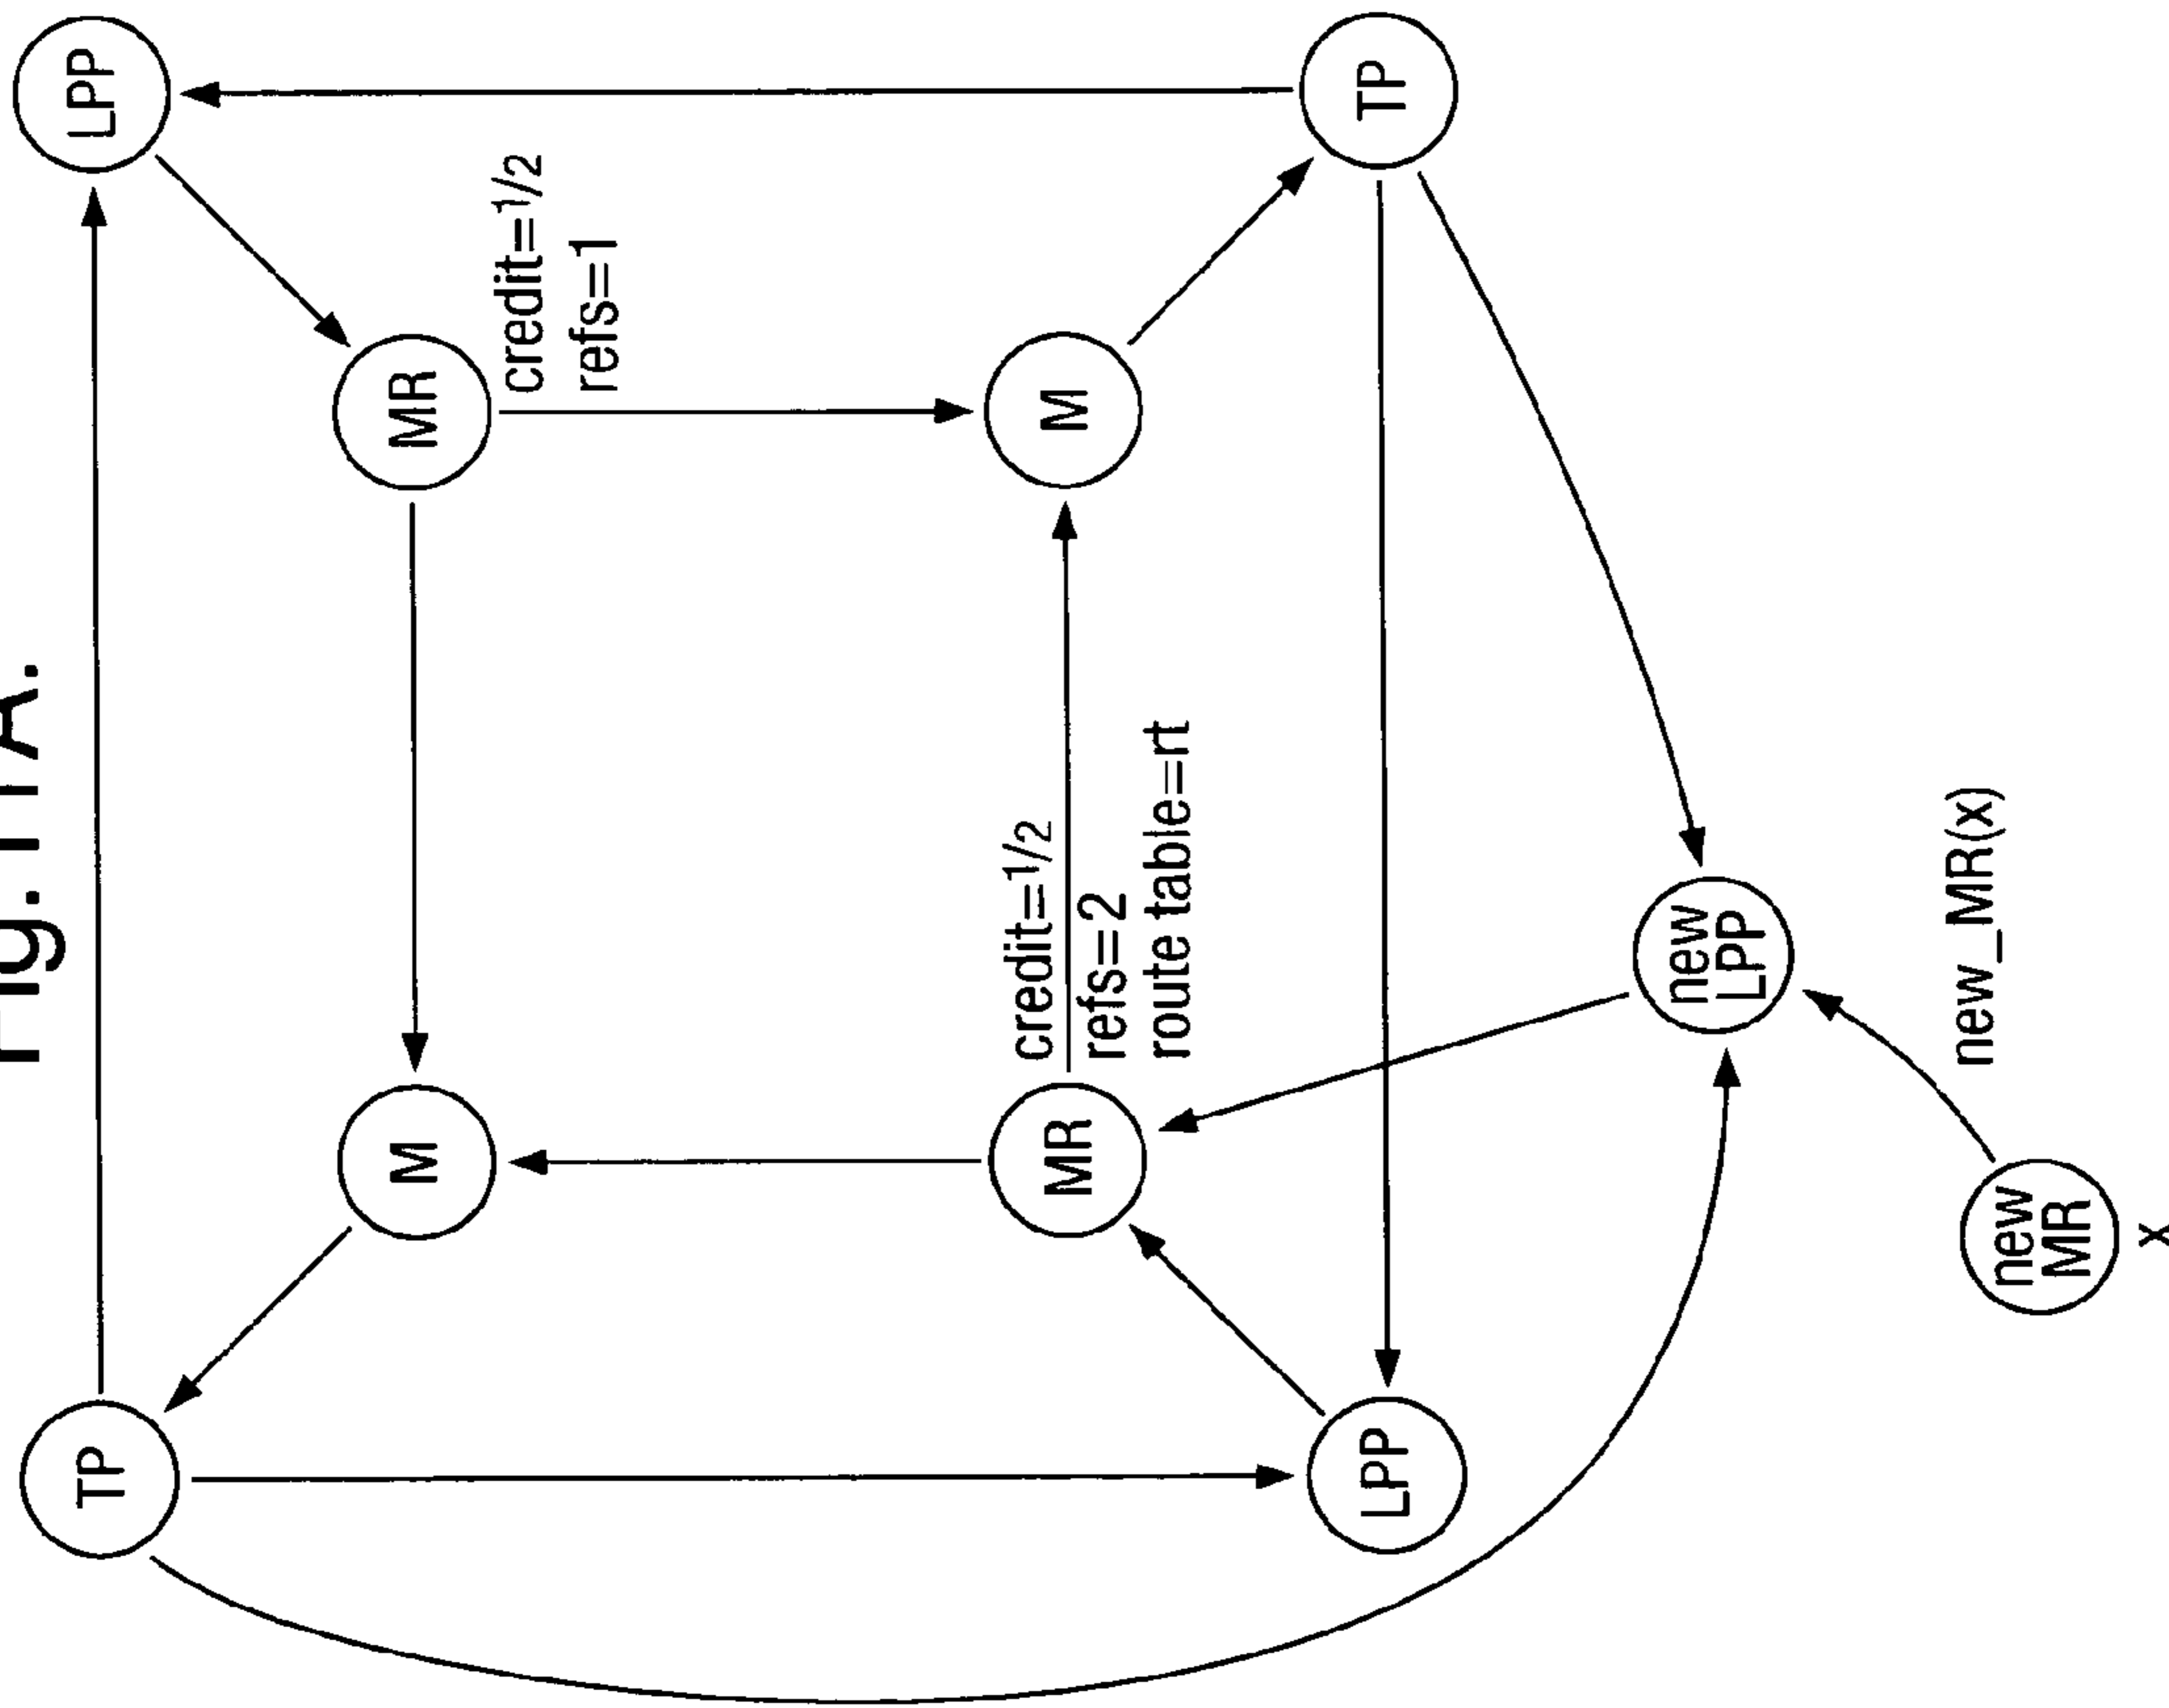 Fig.11A.
TP
LPP
M
MR
credit=1/2
refs=1
MR
credit=1/2
refs=2
route table=rt
M
LPP
TP
new
LPP
new_MR(x)
new
MR
x